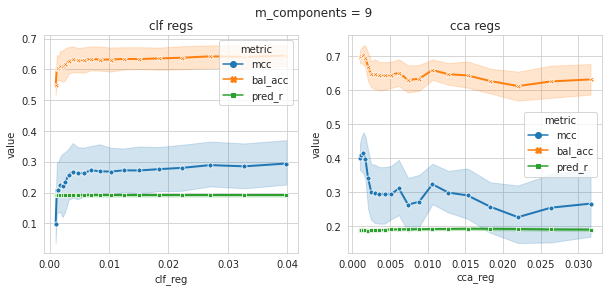 m_components = 9
clf regs
cca regs
0.7
0.6
0.5
0.4
0.3
0.2
0.1
value
0.00
0.01
0.02
0.03
0.04
clf_reg
metric
mcc
bal_acc
pred_r
0.7
0.6
0.5
0.4
0.3
0.2
value
0.000
0.005
0.010
0.015
0.020
0.025
0.030
cca_reg
metric
mcc
bal_acc
pred_r